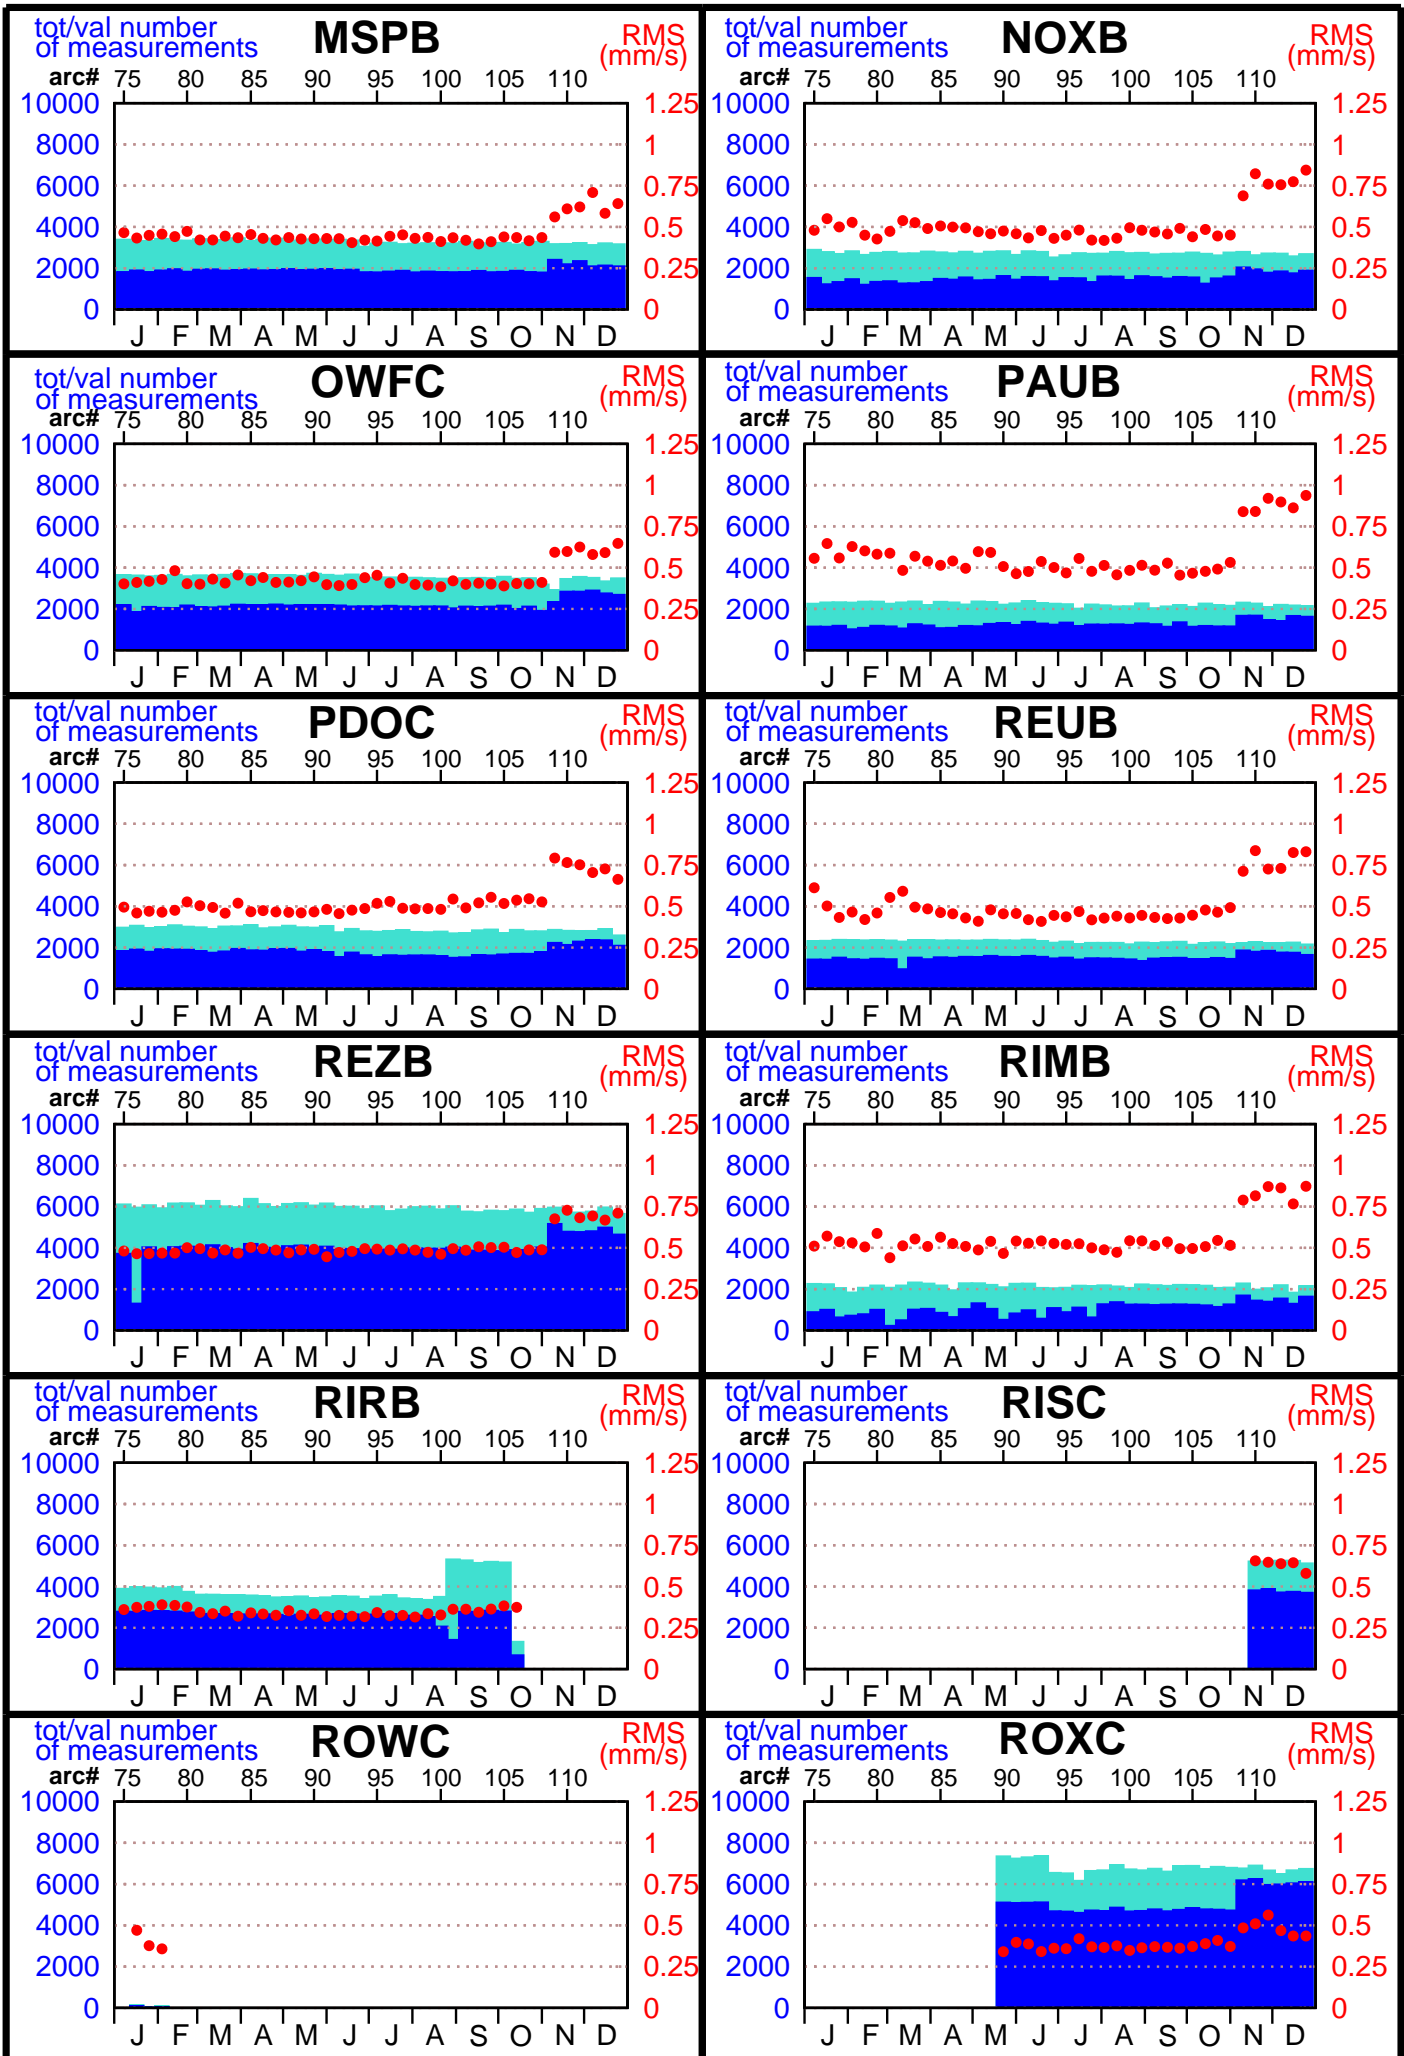 tot/val number MSPB RMS
of measurements (mm/s)
arc# 75 80 85 90 95 100 105 110
10000 1.25
8000 1
6000 0.75
4000 0.5
2000 0.25
0 0
J F M A M J J A S O N D
tot/val number NOXB RMS
of measurements (mm/s)
arc# 75 80 85 90 95 100 105 110
10000 1.25
8000 1
6000 0.75
4000 0.5
2000 0.25
0 0
J F M A M J J A S O N D
tot/val number OWFC RMS
of measurements (mm/s)
arc# 75 80 85 90 95 100 105 110
10000 1.25
8000 1
6000 0.75
4000 0.5
2000 0.25
0 0
J F M A M J J A S O N D
tot/val number PAUB RMS
of measurements (mm/s)
arc# 75 80 85 90 95 100 105 110
10000 1.25
8000 1
6000 0.75
4000 0.5
2000 0.25
0 0
J F M A M J J A S O N D
tot/val number PDOC RMS
of measurements (mm/s)
arc# 75 80 85 90 95 100 105 110
10000 1.25
8000 1
6000 0.75
4000 0.5
2000 0.25
0 0
J F M A M J J A S O N D
tot/val number REUB RMS
of measurements (mm/s)
arc# 75 80 85 90 95 100 105 110
10000 1.25
8000 1
6000 0.75
4000 0.5
2000 0.25
0 0
J F M A M J J A S O N D
tot/val number REZB RMS
of measurements (mm/s)
arc# 75 80 85 90 95 100 105 110
10000 1.25
8000 1
6000 0.75
4000 0.5
2000 0.25
0 0
J F M A M J J A S O N D
tot/val number RIMB RMS
of measurements (mm/s)
arc# 75 80 85 90 95 100 105 110
10000 1.25
8000 1
6000 0.75
4000 0.5
2000 0.25
0 0
J F M A M J J A S O N D
tot/val number RIRB RMS
of measurements (mm/s)
arc# 75 80 85 90 95 100 105 110
10000 1.25
8000 1
6000 0.75
4000 0.5
2000 0.25
0 0
J F M A M J J A S O N D
tot/val number RISC RMS
of measurements (mm/s)
arc# 75 80 85 90 95 100 105 110
10000 1.25
8000 1
6000 0.75
4000 0.5
2000 0.25
0 0
J F M A M J J A S O N D
tot/val number ROWC RMS
of measurements (mm/s)
arc# 75 80 85 90 95 100 105 110
10000 1.25
8000 1
6000 0.75
4000 0.5
2000 0.25
0 0
J F M A M J J A S O N D
tot/val number ROXC RMS
of measurements (mm/s)
arc# 75 80 85 90 95 100 105 110
10000 1.25
8000 1
6000 0.75
4000 0.5
2000 0.25
0 0
J F M A M J J A S O N D